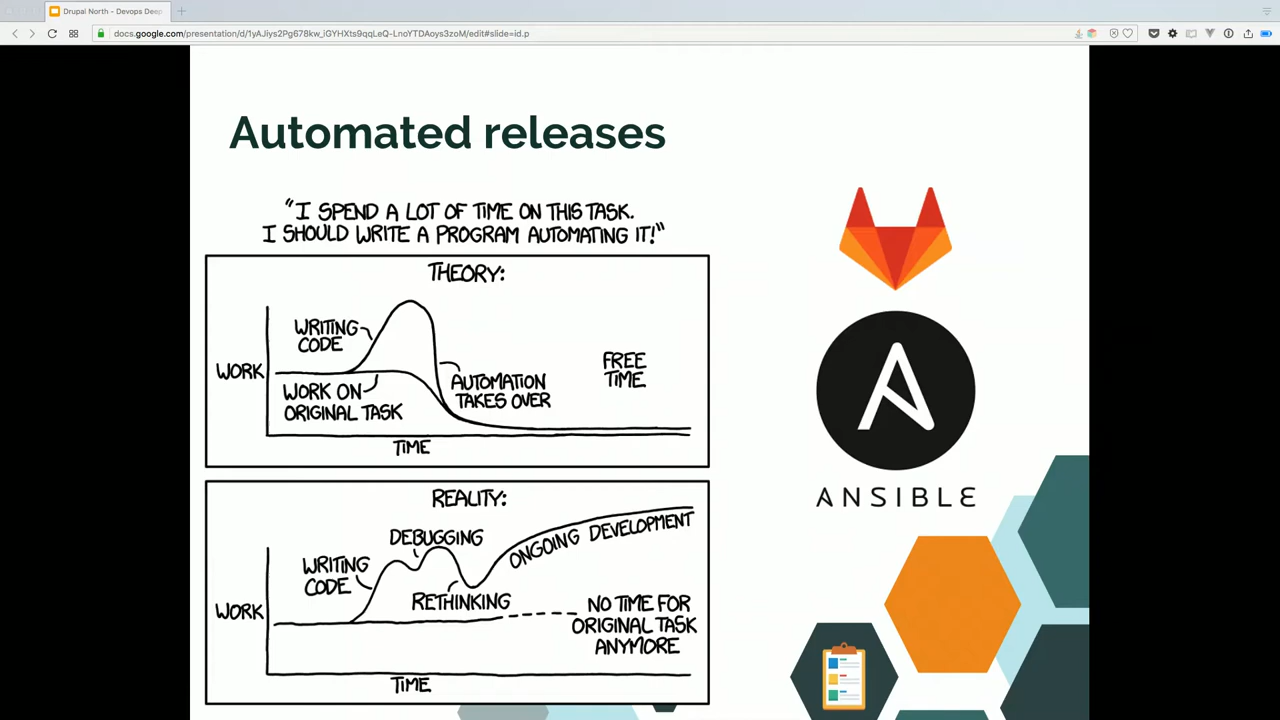 Drupal North - Devops Deep
docs.google.com/presentation/d/1yAJiys2Pg678kw_iGYHXts9qqLeQ-LnoYTDAoys3zoM/edit#slide=id.p
Automated releases
"I SPEND A LOT OF TIME ON THIS TASK.
I SHOULD WRITE A PROGRAM AUTOMATING IT!"
THEORY:
WRITING
CODE
WORK
WORK ON
ORIGINAL TASK
AUTOMATION
TAKES OVER
FREE
TIME
TIME
REALITY:
WRITING
CODE
DEBUGGING
RETHINKING
ONGOING DEVELOPMENT
WORK
NO TIME FOR
ORIGINAL TASK
ANYMORE
TIME
ANSIBLE